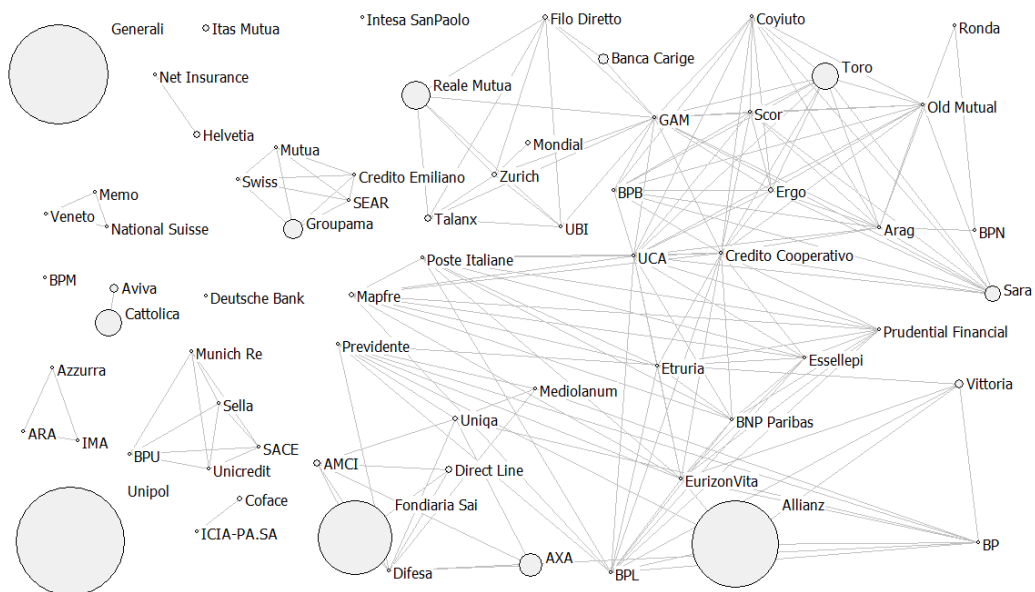 Generali
Itas Mutua
Intesa SanPaolo
Filo Diretto
Coyiuto
Ronda
Banca Carige
Net Insurance
Reale Mutua
Toro
Old Mutual
GAM
Scor
Helvetia
Mutua
Mondial
Swiss
Credito Emiliano
Zurich
SEAR
BPB
Ergo
Memo
Veneto
National Suisse
Groupama
Talanx
UBI
Arag
BPN
Poste Italiane
UCA
Credito Cooperativo
BPM
Aviva
Deutsche Bank
Mapfre
Sara
Cattolica
Prudential Financial
Previdente
Munich Re
Azzurra
Etruria
Essellepi
Vittoria
Mediolanum
Sella
Uniqa
BNP Paribas
ARA
IMA
BPU
SACE
Unicredit
AMCI
Direct Line
EurizonVita
Unipol
Coface
Fondiaria Sai
Allianz
ICIA-PA.SA
BP
Difesa
AXA
BPL